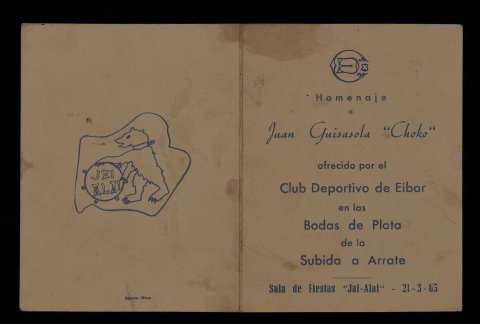 JAI
ALAI
Homenaje
a
Juan Guisasola "Choko"
ofrecido por el
Club Deportivo de Eibar
en las
Bodas de Plata
de la
Subida a Arrate
Sala de Fiestas "Jai-Alai" - 21-3-65